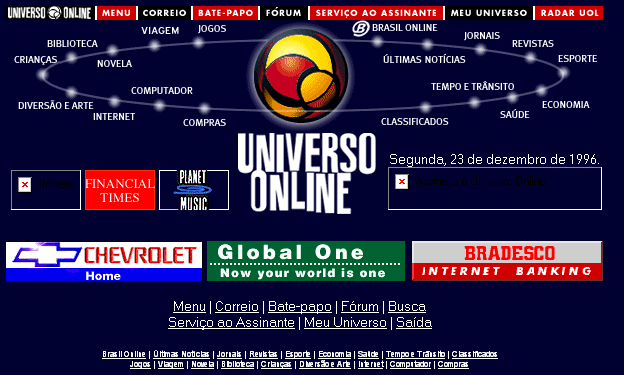 UNIVERSO ONLINE MENU CORREIO BATE-PAPO FÓRUM SERVIÇO AO ASSINANTE MEU UNIVERSO RADAR UOL
VIAGEM JOGOS BRASIL ONLINE
BIBLIOTECA JORNAIS REVISTAS
CRIANÇAS NOVELA ÚLTIMAS NOTÍCIAS ESPORTE
COMPUTADOR TEMPO E TRÂNSITO
DIVERSÃO E ARTE INTERNET ECONOMIA
COMPRAS CLASSIFICADOS SAÚDE
UNIVERSO
ONLINE
Segunda, 23 de dezembro de 1996.
FINANCIAL
TIMES
PLANET
MUSIC
CHEVROLET
Home
Global One
Now your world is one
BRADESCO
INTERNET BANKING
Menu | Correio | Bate-papo | Fórum | Busca
Serviço ao Assinante | Meu Universo | Saída
Brasil Online | Últimas Notícias | Jornais | Revistas | Esporte | Economia | Saúde | Tempo e Trânsito | Classificados
Jogos | Viagem | Novela | Biblioteca | Crianças | Diversão e Arte | Internet | Computador | Compras